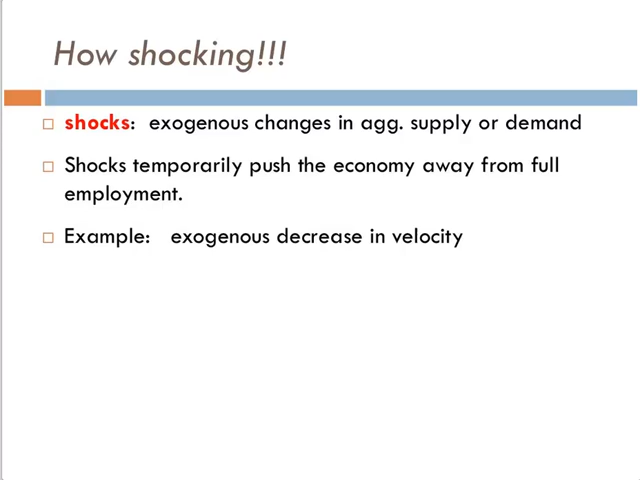 How shocking!!!
shocks: exogenous changes in agg. supply or demand
Shocks temporarily push the economy away from full
employment.
Example: exogenous decrease in velocity